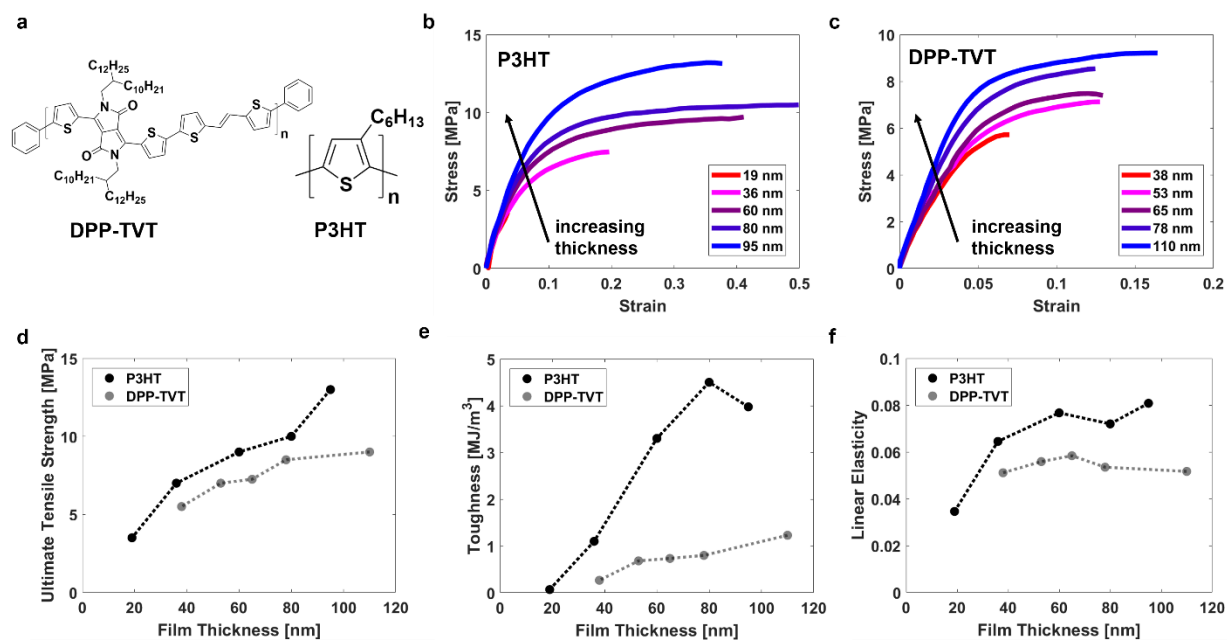 a
C12H25
C10H21
O
N
S
S
S
S
n
N
O
C10H21
C12H25
DPP-TVT
C6H13
S
n
P3HT
b
P3HT
15
10
5
0
Stress [MPa]
increasing
thickness
19 nm
36 nm
60 nm
80 nm
95 nm
0 0.1 0.2 0.3 0.4 0.5
Strain
c
DPP-TVT
10
8
6
4
2
0
Stress [MPa]
increasing
thickness
38 nm
53 nm
65 nm
78 nm
110 nm
0 0.05 0.1 0.15 0.2
Strain
d
15
10
5
0
Ultimate Tensile Strength [MPa]
P3HT
DPP-TVT
0 20 40 60 80 100 120
Film Thickness [nm]
e
5
4
3
2
1
0
Toughness [MJ/m³]
P3HT
DPP-TVT
0 20 40 60 80 100 120
Film Thickness [nm]
f
0.1
0.08
0.06
0.04
0.02
0
Linear Elasticity
P3HT
DPP-TVT
0 20 40 60 80 100 120
Film Thickness [nm]